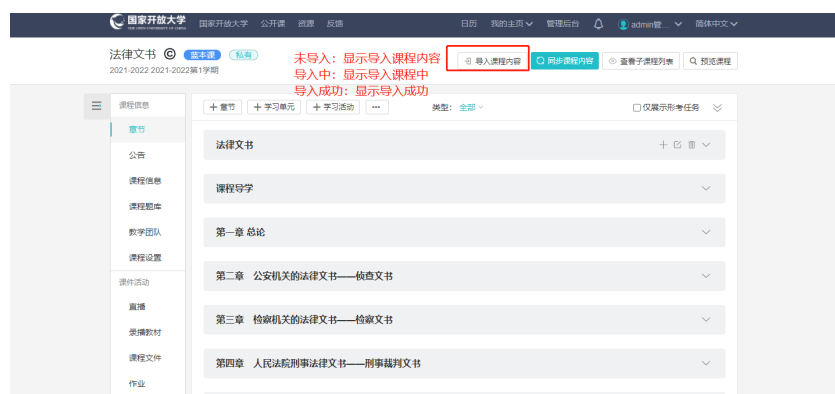 国家开放大学 国家开放大学 公开课 资源 反馈 日历 我的主页 管理后台 admin管... 简体中文
法律文书 © 蓝本课 私有
2021-2022 2021-2022第1学期
未导入：显示导入课程内容
导入中：显示导入课程中
导入成功：显示导入成功
导入课程内容 同步课程内容 查看子课程列表 预览课程
课程信息
章节
公告
课程信息
课程题库
教学团队
课程设置
课件活动
直播
录播教材
课程文件
作业
+ 章节 + 学习单元 + 学习活动 ... 类型: 全部 仅展示形考任务
法律文书
课程导学
第一章 总论
第二章 公安机关的法律文书——侦查文书
第三章 检察机关的法律文书——检察文书
第四章 人民法院刑事法律文书——刑事裁判文书